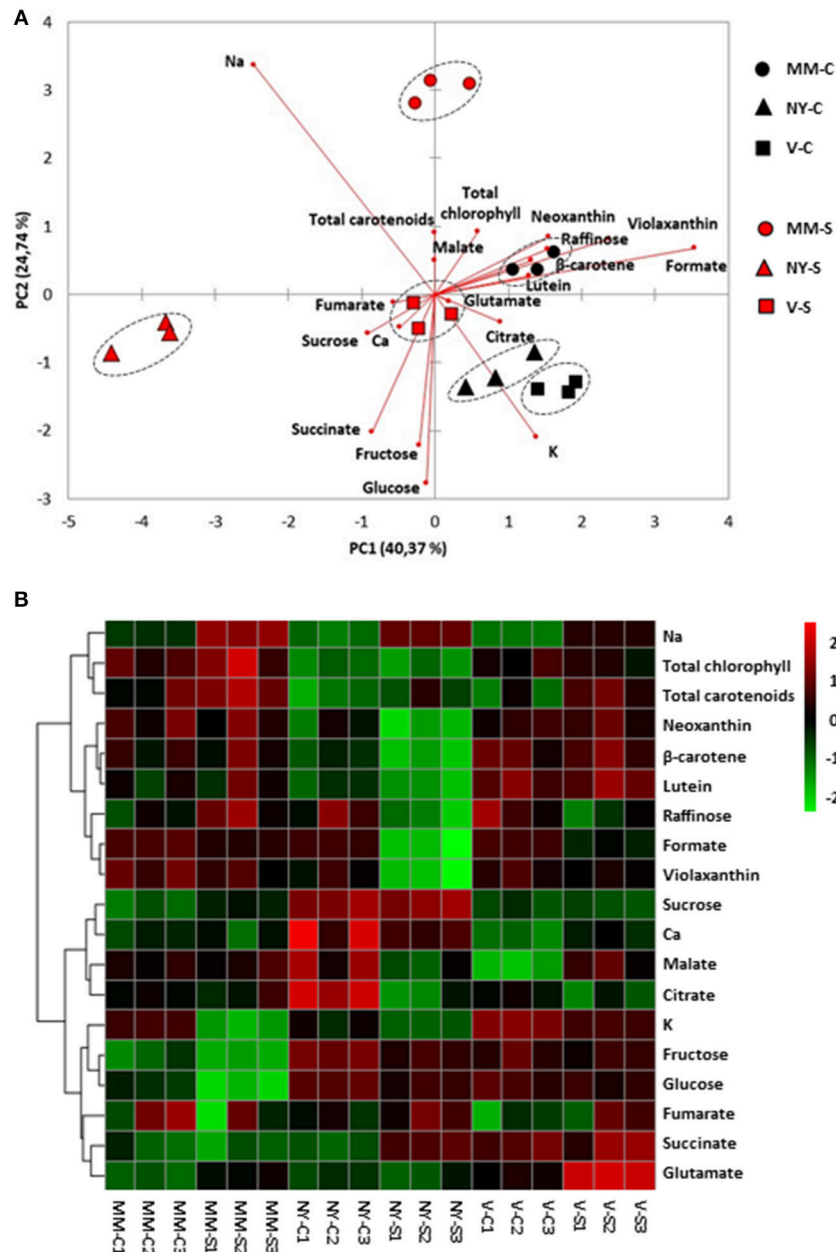 A
PC2 (24,74 %)
4
3
2
1
0
-1
-2
-3
-5
-4
-3
-2
-1
0
1
2
3
4
PC1 (40,37 %)
Na
Total carotenoids
Total
chlorophyll
Malate
Neoxanthin
Raffinose
Violaxanthin
β-carotene
Formate
Lutein
Glutamate
Fumarate
Sucrose
Ca
Citrate
Succinate
Fructose
Glucose
K
MM-C
NY-C
V-C
MM-S
NY-S
V-S
B
Na
Total chlorophyll
Total carotenoids
Neoxanthin
β-carotene
Lutein
Raffinose
Formate
Violaxanthin
Sucrose
Ca
Malate
Citrate
K
Fructose
Glucose
Fumarate
Succinate
Glutamate
2
1
0
-1
-2
MM-C1
MM-C2
MM-C3
MM-S1
MM-S2
MM-S3
NY-C1
NY-C2
NY-C3
NY-S1
NY-S2
NY-S3
V-C1
V-C2
V-C3
V-S1
V-S2
V-S3